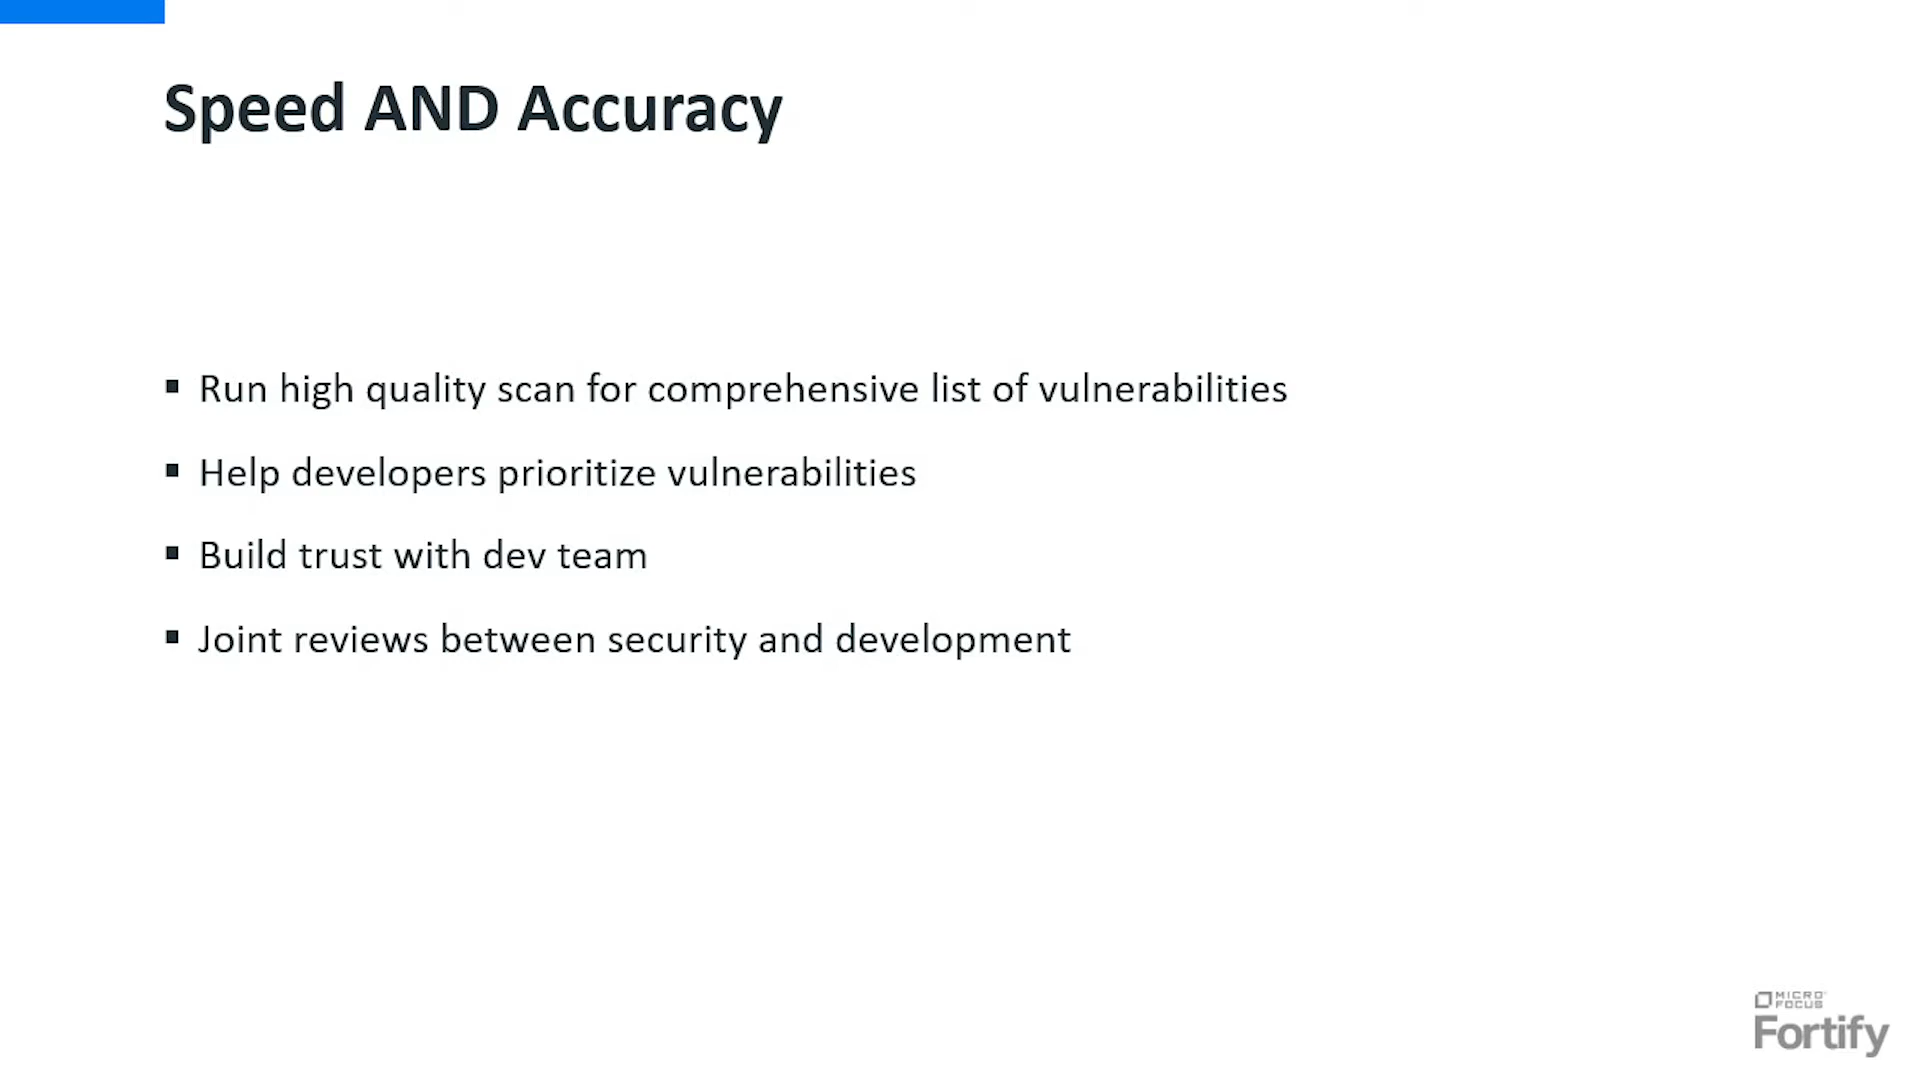 Speed AND Accuracy
▪ Run high quality scan for comprehensive list of vulnerabilities
▪ Help developers prioritize vulnerabilities
▪ Build trust with dev team
▪ Joint reviews between security and development
MICRO
FOCUS
Fortify